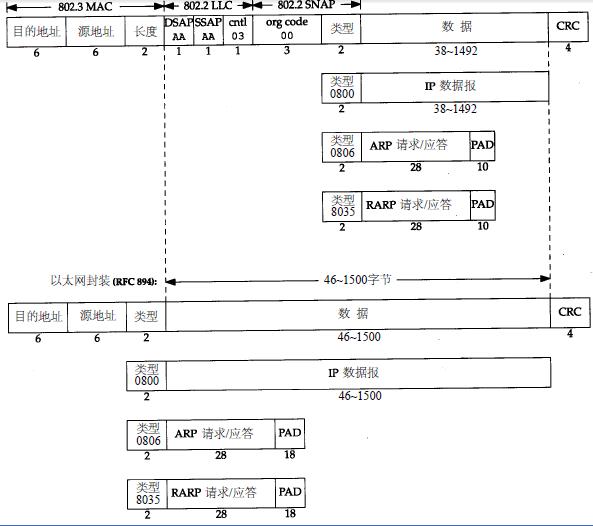 802.3 MAC 802.2 LLC 802.2 SNAP
目的地址 源地址 长度 DSAP AA SSAP AA cntl 03 org code 00 类型 数 据 CRC
6 6 2 1 1 1 3 2 38~1492 4
类型 0800 IP 数据报
2 38~1492
类型 0806 ARP 请求/应答 PAD
2 28 10
类型 8035 RARP 请求/应答 PAD
2 28 10
以太网封装(RFC 894): 46~1500字节
目的地址 源地址 类型 数 据 CRC
6 6 2 46~1500 4
类型 0800 IP 数据报
2 46~1500
类型 0806 ARP 请求/应答 PAD
2 28 18
类型 8035 RARP 请求/应答 PAD
2 28 18